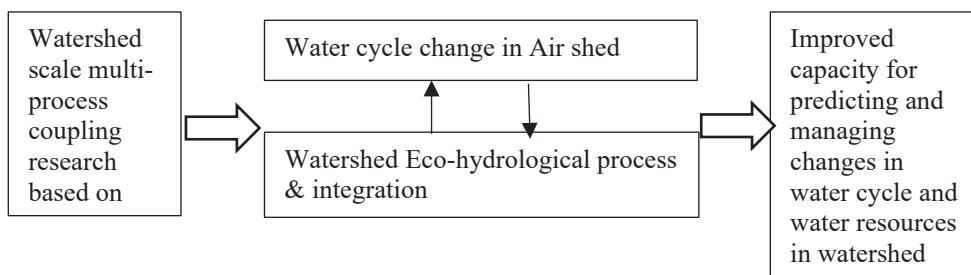 Watershed
scale multi-
process
coupling
research
based on
Water cycle change in Air shed
Watershed Eco-hydrological process
& integration
Improved
capacity for
predicting and
managing
changes in
water cycle and
water resources
in watershed